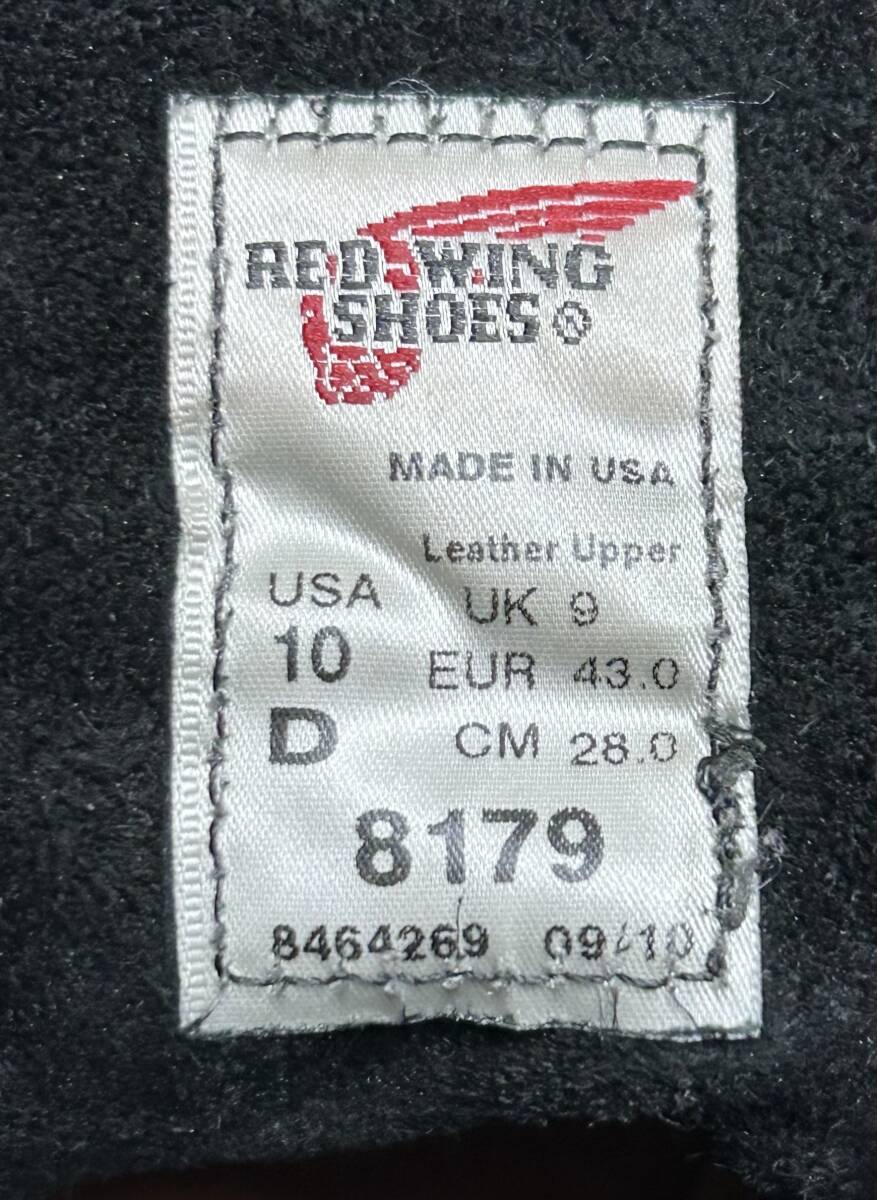 RED WING
SHOES®
MADE IN USA
Leather Upper
USA UK 9
10 EUR 43.0
D CM 28.0
8179
8464269 09/10